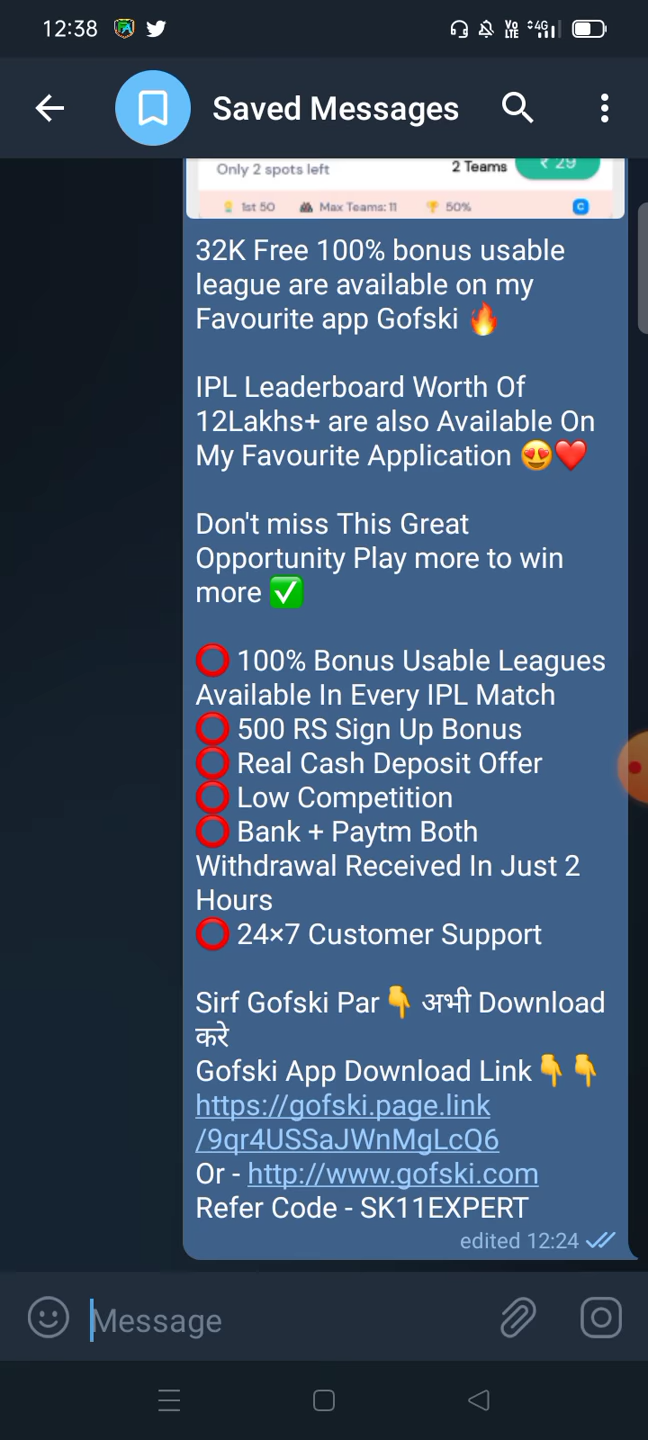 12:38
Vo LTE 4G
Saved Messages
Only 2 spots left
2 Teams
₹ 29
1st 50
Max Teams: 11
50%
C
32K Free 100% bonus usable
league are available on my
Favourite app Gofski 🔥
IPL Leaderboard Worth Of
12Lakhs+ are also Available On
My Favourite Application 😍❤️
Don't miss This Great
Opportunity Play more to win
more ✅
⭕ 100% Bonus Usable Leagues
Available In Every IPL Match
⭕ 500 RS Sign Up Bonus
⭕ Real Cash Deposit Offer
⭕ Low Competition
⭕ Bank + Paytm Both
Withdrawal Received In Just 2
Hours
⭕ 24×7 Customer Support
Sirf Gofski Par👇 अभी Download
करे
Gofski App Download Link👇👇
https://gofski.page.link
/9qr4USSaJWnMgLcQ6
Or - http://www.gofski.com
Refer Code - SK11EXPERT
edited 12:24
Message